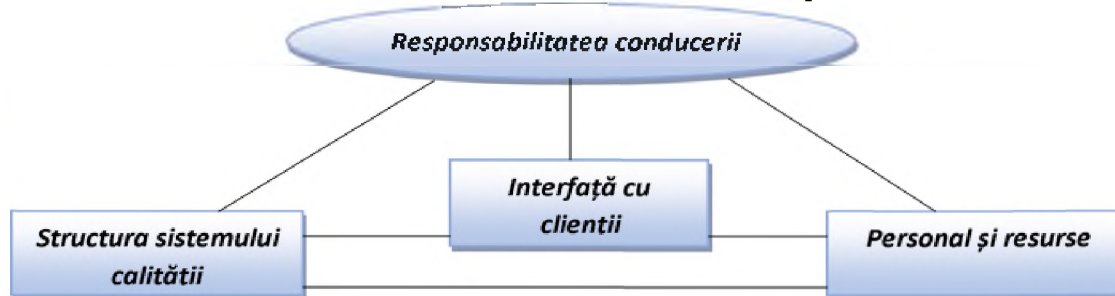 Responsabilitatea conducerii
Interfață cu
clienții
Structura sistemului
calității
Personal și resurse